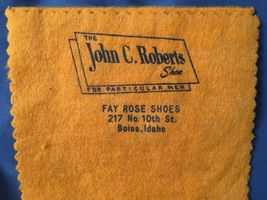 THE
John C. Roberts
Shoe
FOR PARTICULAR MEN
FAY ROSE SHOES
217 No. 10th St.
Boise, Idaho